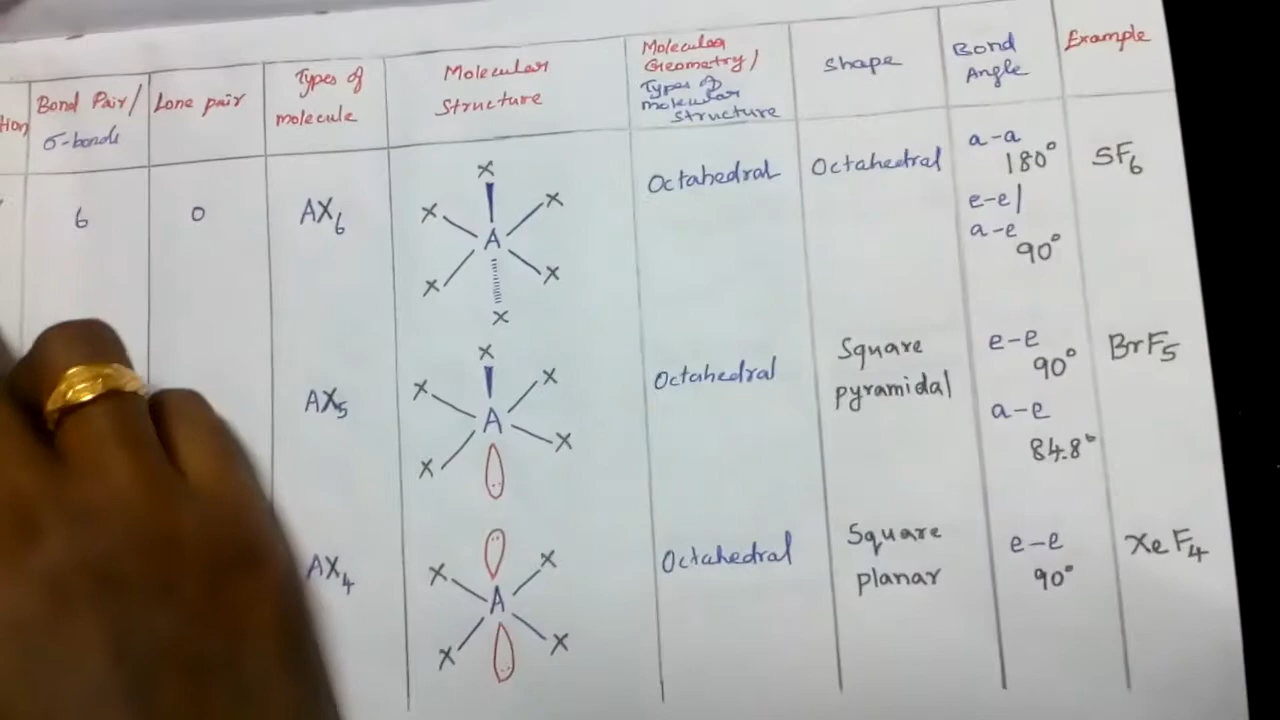 tion
Bond Pair/
σ-bonds
Lone pair
Types of
molecule
Molecular
Structure
Molecular
Geometry/
Types of
molecular
structure
Shape
Bond
Angle
Example
6
0
AX₆
X
X
X
A
X
X
X
Octahedral
Octahedral
a-a
180°
e-e/
a-e
90°
SF₆
AX₅
X
X
X
A
X
X
Octahedral
Square
pyramidal
e-e
90°
a-e
84.8°
BrF₅
AX₄
X
X
A
X
X
Octahedral
Square
planar
e-e
90°
XeF₄